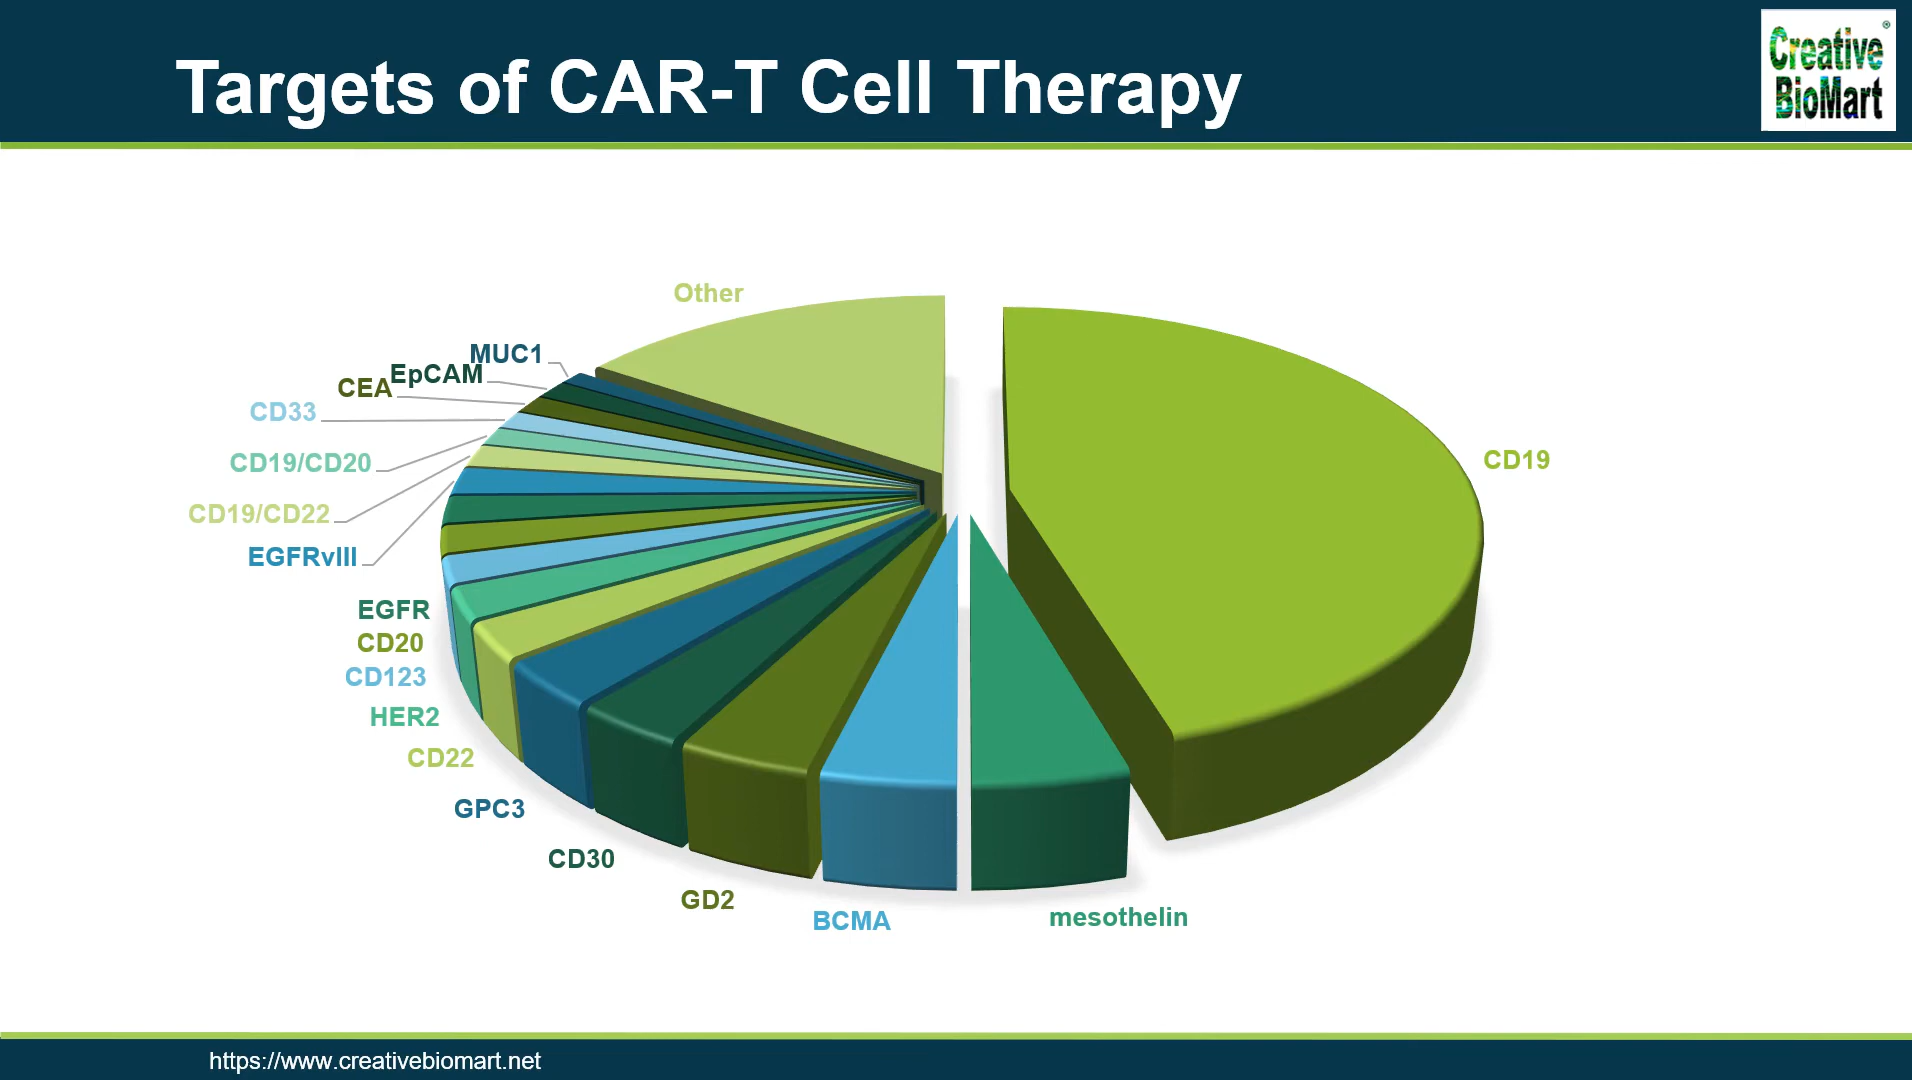 Targets of CAR-T Cell Therapy
Creative®
BioMart
Other
MUC1
EpCAM
CEA
CD33
CD19
CD19/CD20
CD19/CD22
EGFRvIII
EGFR
CD20
CD123
HER2
CD22
GPC3
CD30
GD2
BCMA
mesothelin
https://www.creativebiomart.net